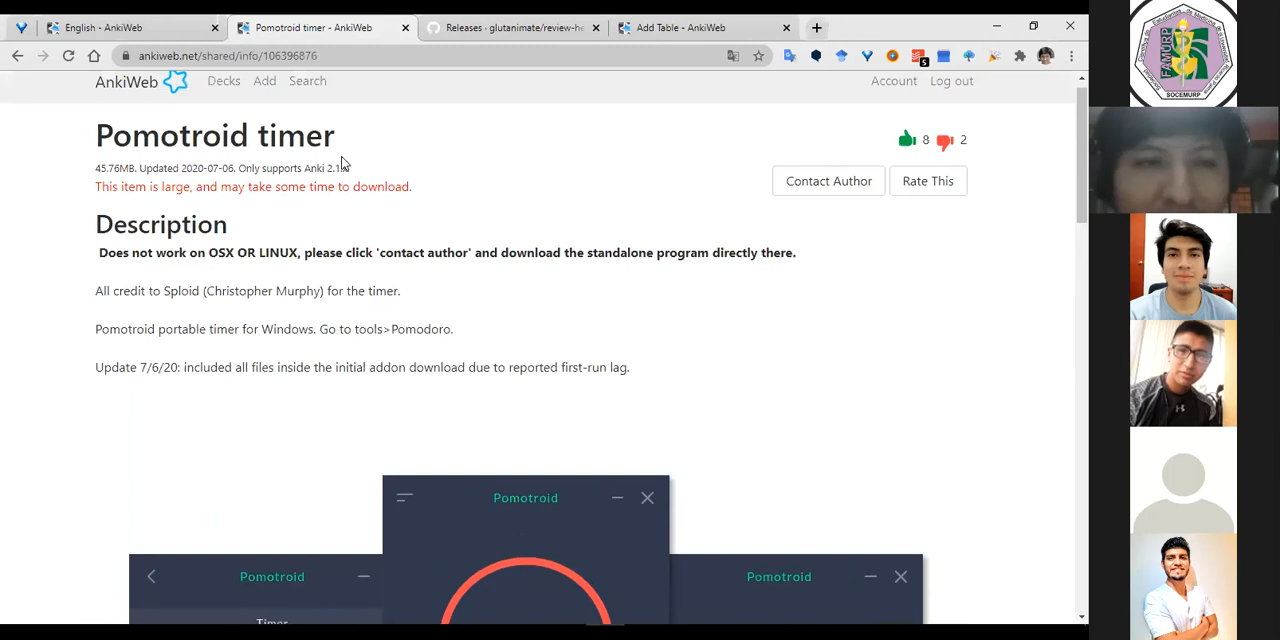 English - AnkiWeb
Pomotroid timer - AnkiWeb
Releases · glutanimate/review-he
Add Table - AnkiWeb
ankiweb.net/shared/info/106396876
5
AnkiWeb Decks Add Search Account Log out
Pomotroid timer
8 2
45.76MB. Updated 2020-07-06. Only supports Anki 2.1
This item is large, and may take some time to download.
Contact Author Rate This
Description
Does not work on OSX OR LINUX, please click 'contact author' and download the standalone program directly there.
All credit to Sploid (Christopher Murphy) for the timer.
Pomotroid portable timer for Windows. Go to tools>Pomodoro.
Update 7/6/20: included all files inside the initial addon download due to reported first-run lag.
Pomotroid
Pomotroid
Pomotroid
Timer
FAMURP
SOCEMURP